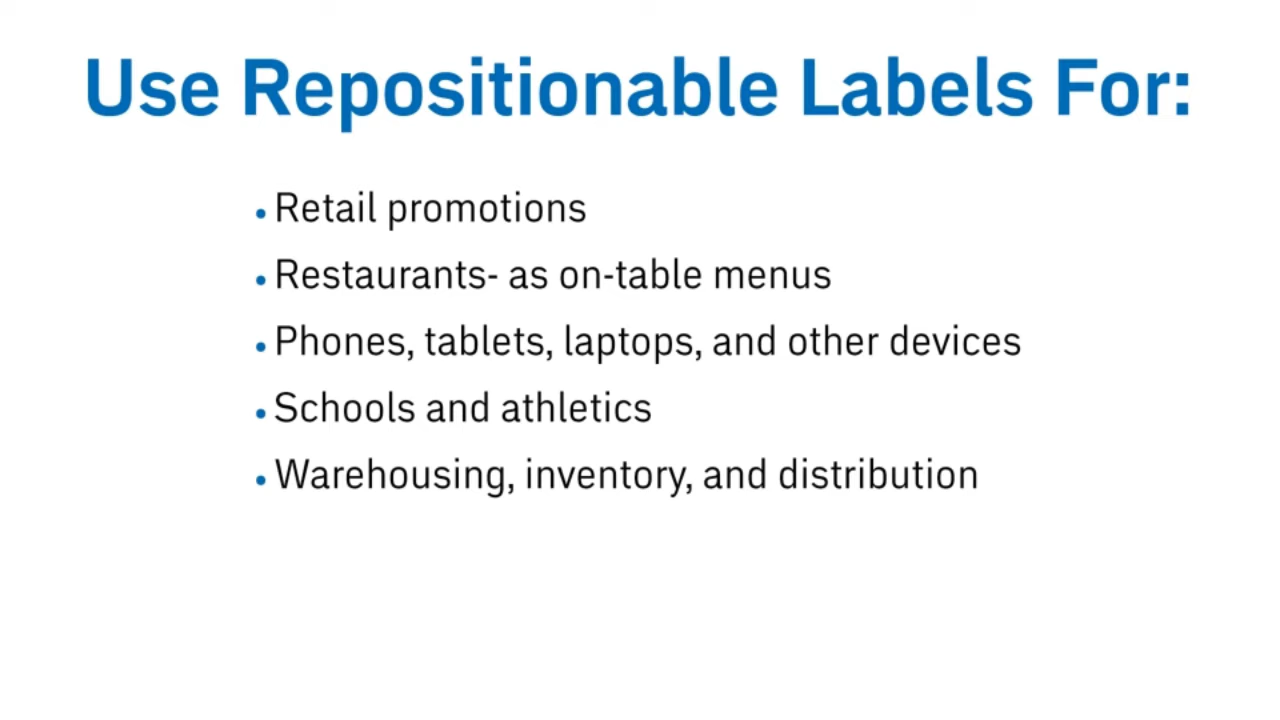 Use Repositionable Labels For:
• Retail promotions
• Restaurants- as on-table menus
• Phones, tablets, laptops, and other devices
• Schools and athletics
• Warehousing, inventory, and distribution